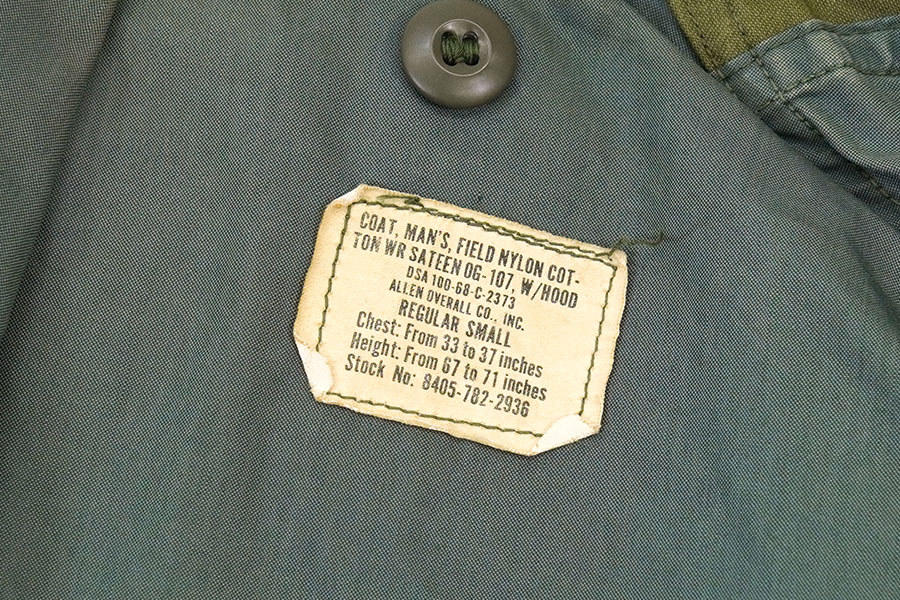 COAT, MAN'S, FIELD NYLON COT-
TON WR SATEEN OG-107, W/HOOD
DSA 100-68-C-2373
ALLEN OVERALL CO., INC.
REGULAR SMALL
Chest: From 33 to 37 inches
Height: From 67 to 71 inches
Stock No: 8405-782-2936